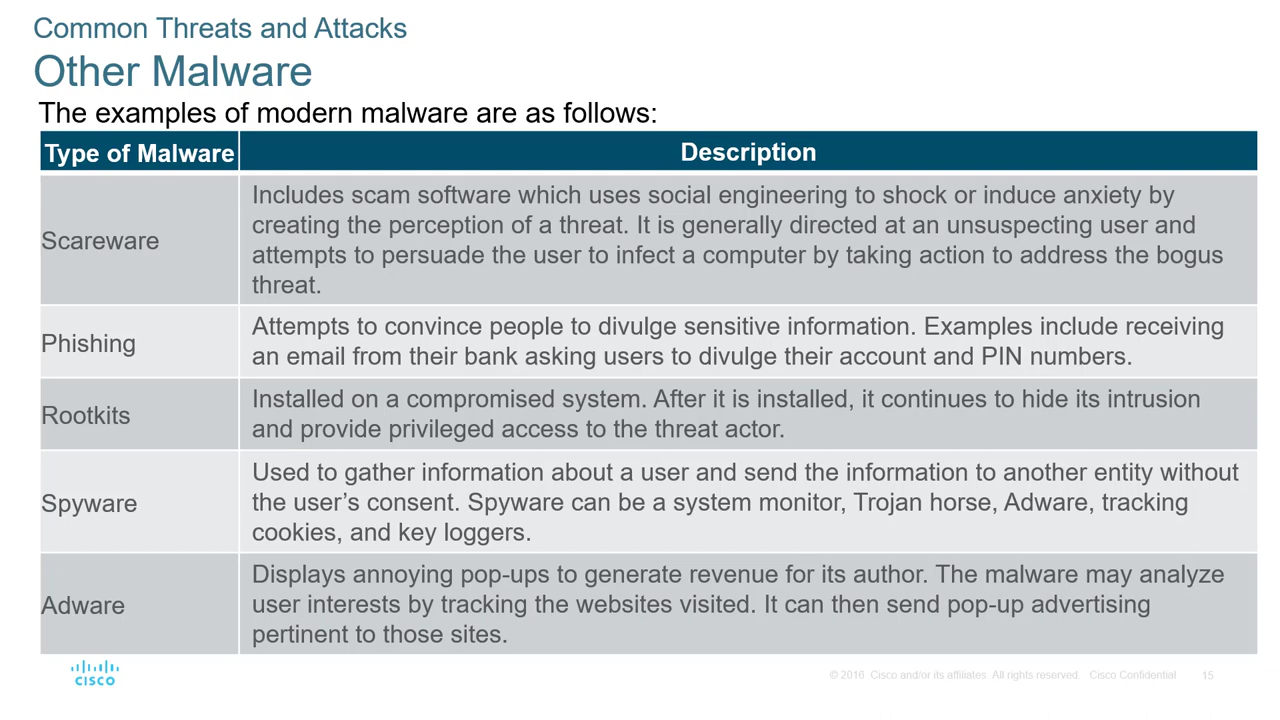 Common Threats and Attacks
Other Malware
The examples of modern malware are as follows:
Type of Malware
Description
Scareware
Includes scam software which uses social engineering to shock or induce anxiety by
creating the perception of a threat. It is generally directed at an unsuspecting user and
attempts to persuade the user to infect a computer by taking action to address the bogus
threat.
Phishing
Attempts to convince people to divulge sensitive information. Examples include receiving
an email from their bank asking users to divulge their account and PIN numbers.
Rootkits
Installed on a compromised system. After it is installed, it continues to hide its intrusion
and provide privileged access to the threat actor.
Spyware
Used to gather information about a user and send the information to another entity without
the user’s consent. Spyware can be a system monitor, Trojan horse, Adware, tracking
cookies, and key loggers.
Adware
Displays annoying pop-ups to generate revenue for its author. The malware may analyze
user interests by tracking the websites visited. It can then send pop-up advertising
pertinent to those sites.
CISCO
© 2016 Cisco and/or its affiliates. All rights reserved. Cisco Confidential
15